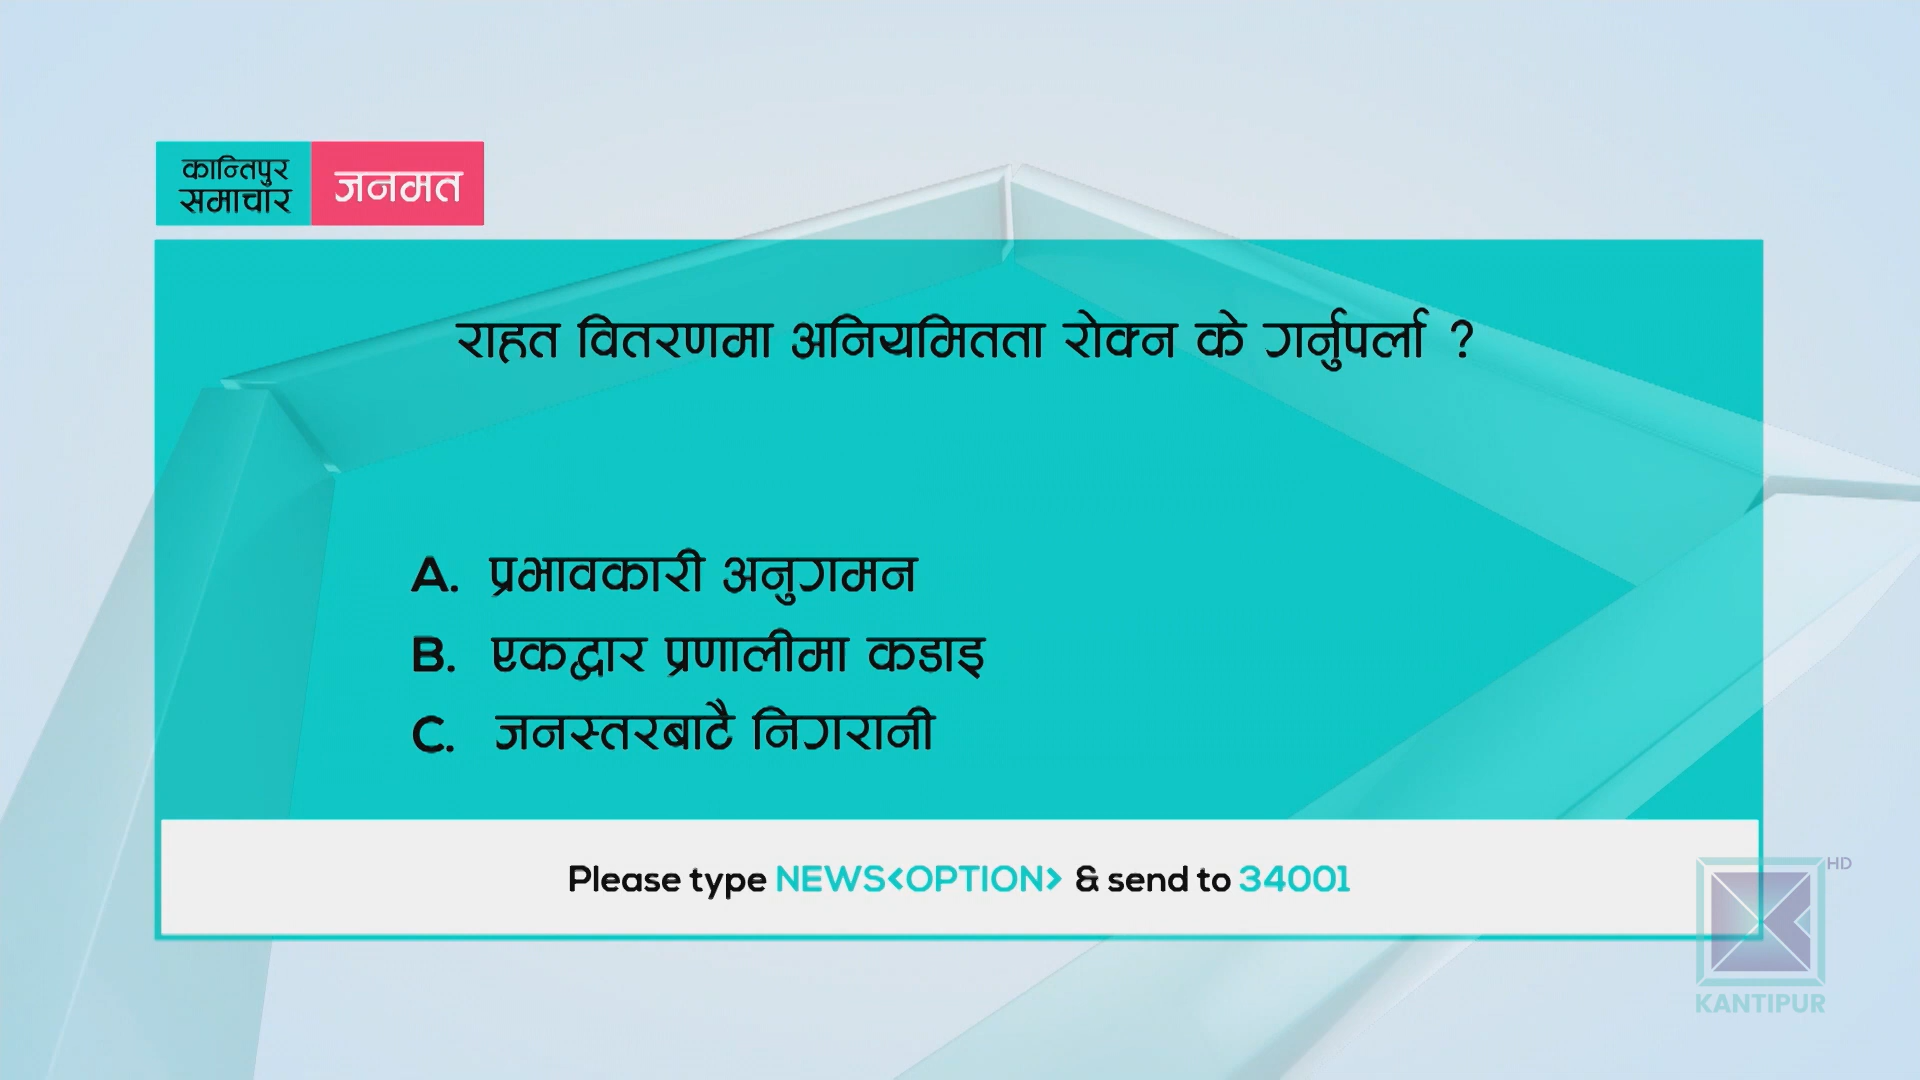 कान्तिपुर
समाचार
जनमत
राहत वितरणमा अनियमितता रोक्न के गर्नुपर्ला ?
A. प्रभावकारी अनुगमन
B. एकद्वार प्रणालीमा कडाइ
C. जनस्तरबाटै निगरानी
Please type NEWS<OPTION> & send to 34001
HD
KANTIPUR